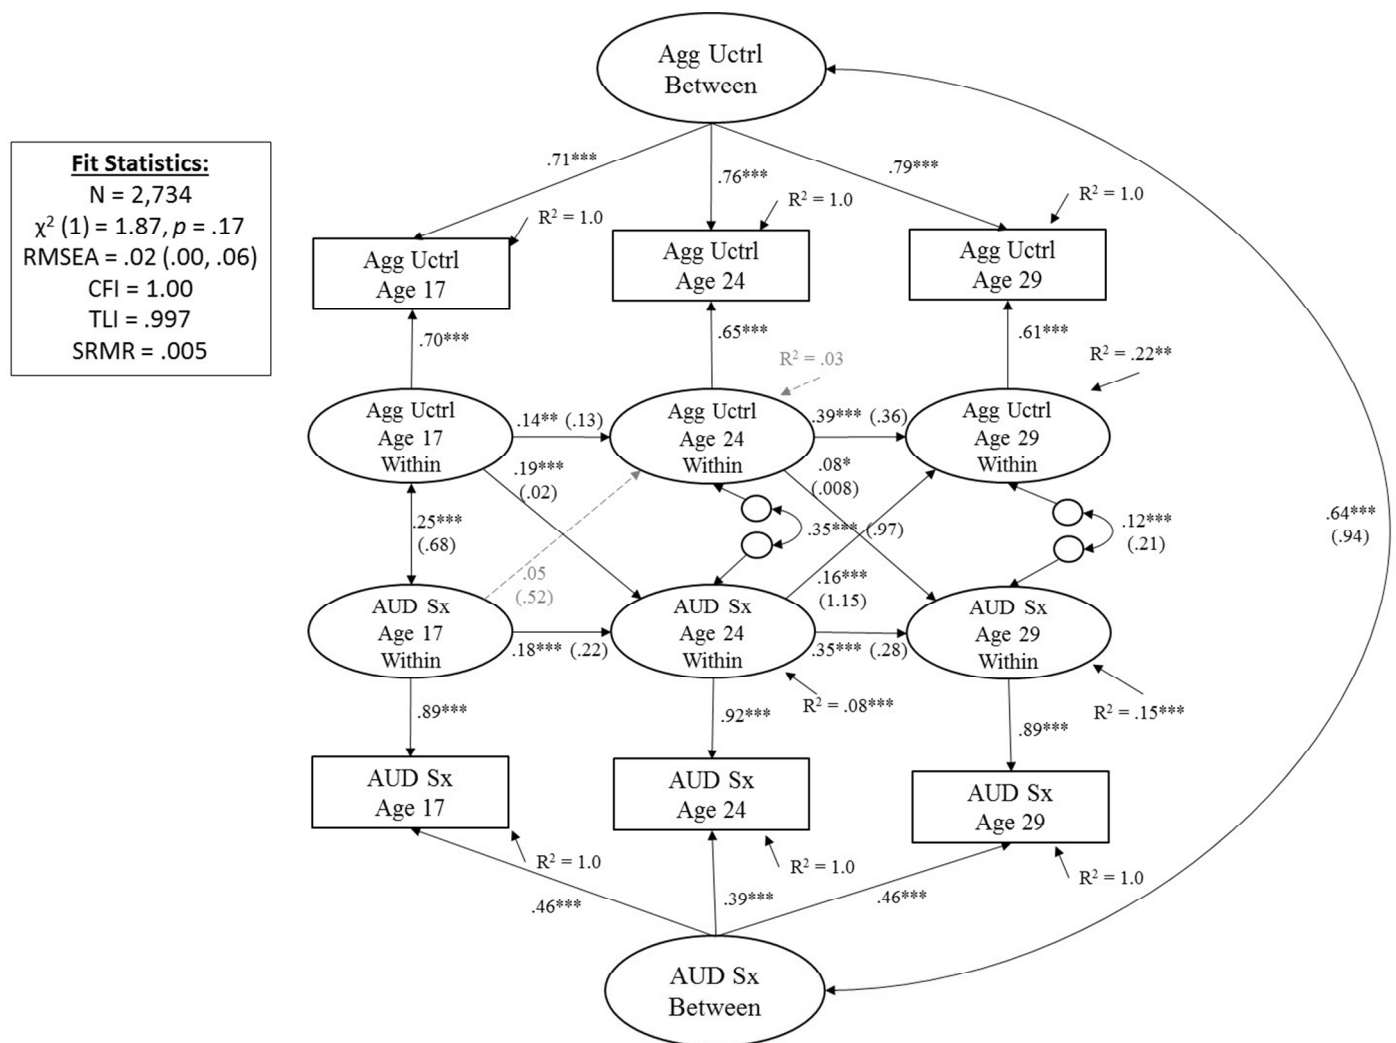 Agg Uctrl
Between
Fit Statistics:
N = 2,734
χ² (1) = 1.87, p = .17
RMSEA = .02 (.00, .06)
CFI = 1.00
TLI = .997
SRMR = .005
.71***
.76***
.79***
R² = 1.0
R² = 1.0
R² = 1.0
Agg Uctrl
Age 17
Agg Uctrl
Age 24
Agg Uctrl
Age 29
.70***
.65***
.61***
R² = .03
R² = .22**
Agg Uctrl
Age 17
Within
.14** (.13)
Agg Uctrl
Age 24
Within
.39*** (.36)
Agg Uctrl
Age 29
Within
.19***
(.02)
.08*
(.008)
.25***
(.68)
.35*** (.97)
.12***
(.21)
.64***
(.94)
.05
(.52)
.16***
(1.15)
AUD Sx
Age 17
Within
.18*** (.22)
AUD Sx
Age 24
Within
.35*** (.28)
AUD Sx
Age 29
Within
R² = .08***
R² = .15***
.89***
.92***
.89***
AUD Sx
Age 17
AUD Sx
Age 24
AUD Sx
Age 29
R² = 1.0
R² = 1.0
R² = 1.0
.46***
.39***
.46***
AUD Sx
Between